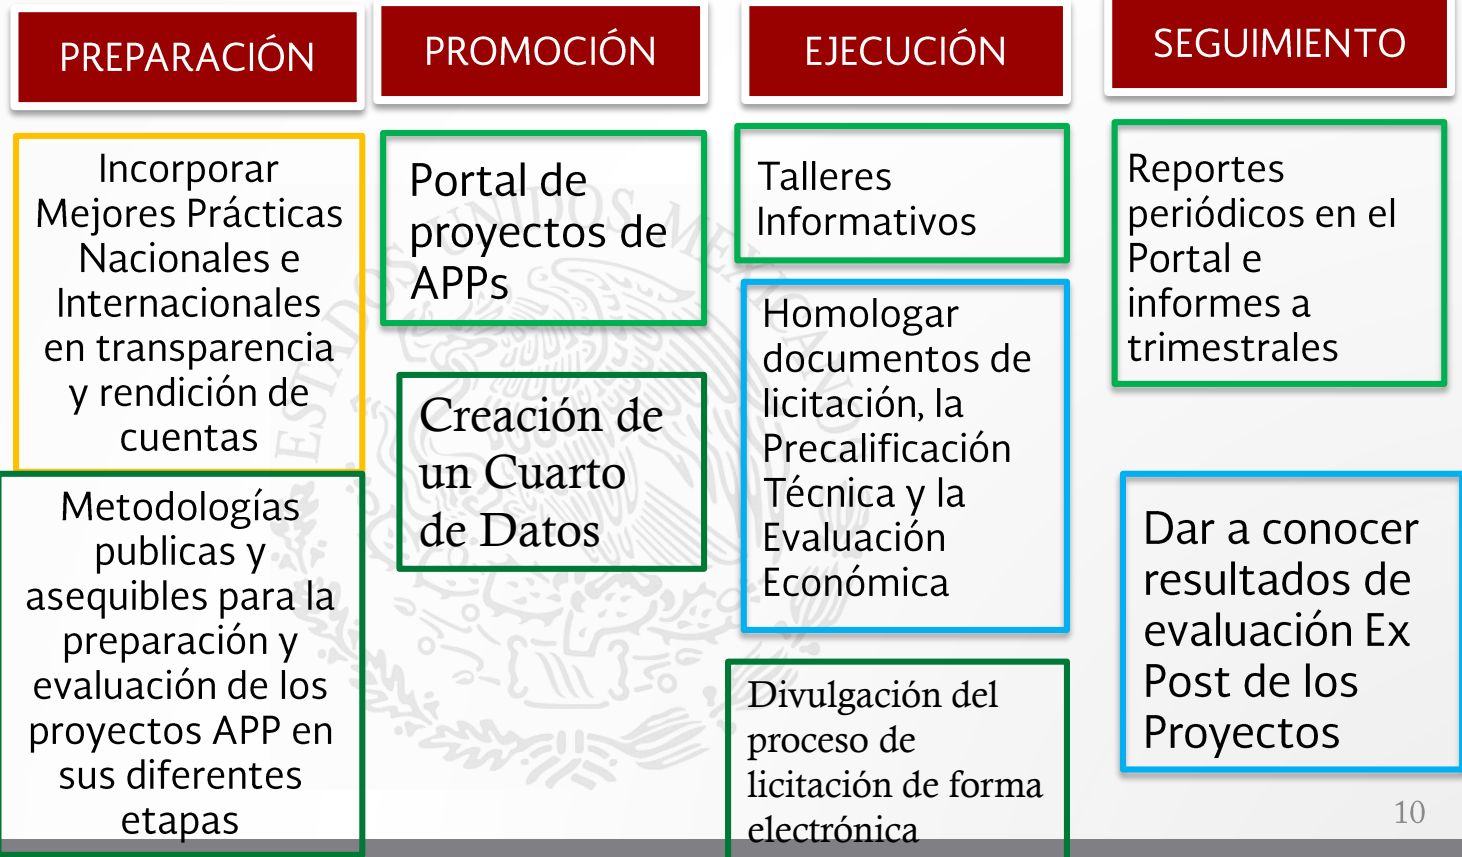 PREPARACIÓN
Incorporar
Mejores Prácticas
Nacionales e
Internacionales
en transparencia
y rendición de
cuentas
Metodologías
publicas y
asequibles para la
preparación y
evaluación de los
proyectos APP en
sus diferentes
etapas
PROMOCIÓN
Portal de
proyectos de
APPs
Creación de
un Cuarto
de Datos
EJECUCIÓN
Talleres
Informativos
Homologar
documentos de
licitación, la
Precalificación
Técnica y la
Evaluación
Económica
Divulgación del
proceso de
licitación de forma
electrónica
SEGUIMIENTO
Reportes
periódicos en el
Portal e
informes a
trimestrales
Dar a conocer
resultados de
evaluación Ex
Post de los
Proyectos
10
ESTADOS UNIDOS MEXICANOS